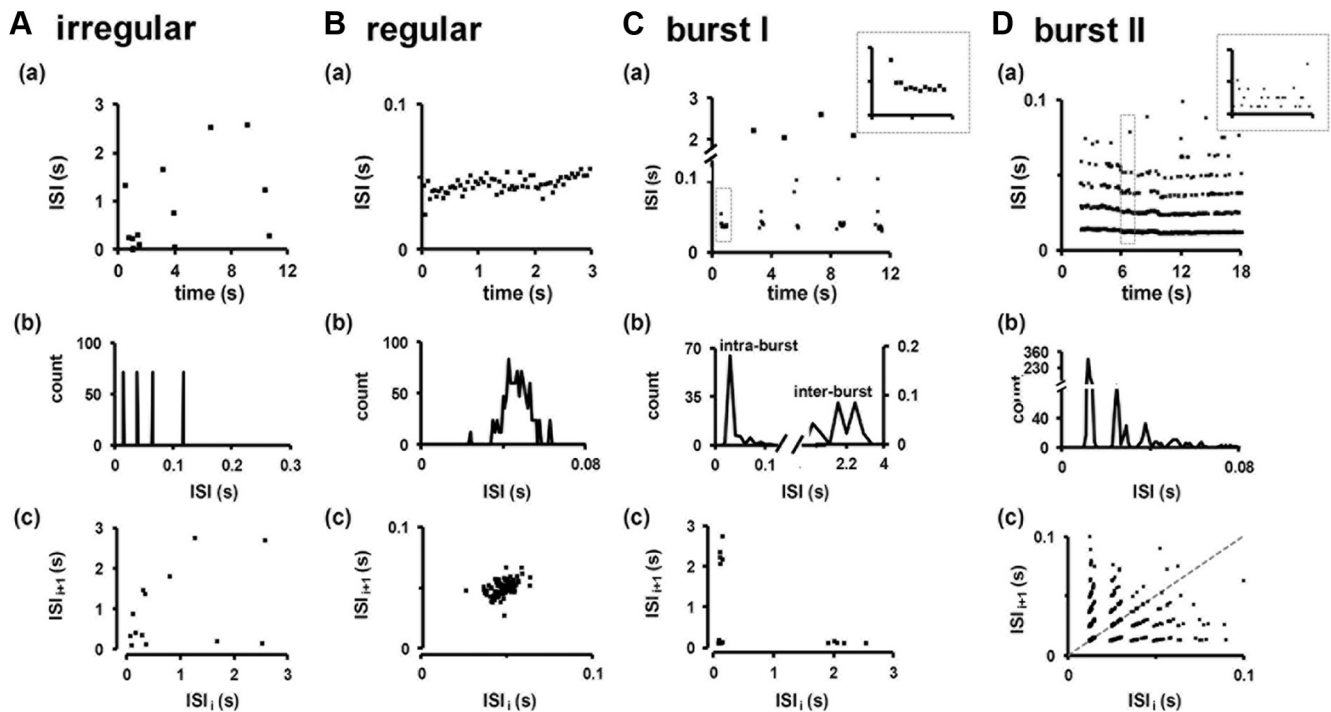 A irregular
B regular
C burst I
D burst II
(a)
3
2
1
0
ISI (s)
0
4
8
12
time (s)
(a)
0.1
0
ISI (s)
0
1
2
3
time (s)
(a)
3
2
0.1
0
ISI (s)
0
3
6
9
12
time (s)
(a)
0.1
0
ISI (s)
0
6
12
18
time (s)
(b)
100
50
0
count
0
0.1
0.2
0.3
ISI (s)
(b)
100
50
0
count
0
0.08
ISI (s)
(b)
70
35
0
count
intra-burst
inter-burst
0.2
0.1
0
0
0.1
2.2
4
ISI (s)
(b)
360
230
40
0
count
0
0.08
ISI (s)
(c)
3
2
1
0
ISIi+1 (s)
0
1
2
3
ISIi (s)
(c)
0.1
0
ISIi+1 (s)
0
0.1
ISIi (s)
(c)
3
2
1
0
ISIi+1 (s)
0
1
2
3
ISIi (s)
(c)
0.1
0
ISIi+1 (s)
0
0.1
ISIi (s)